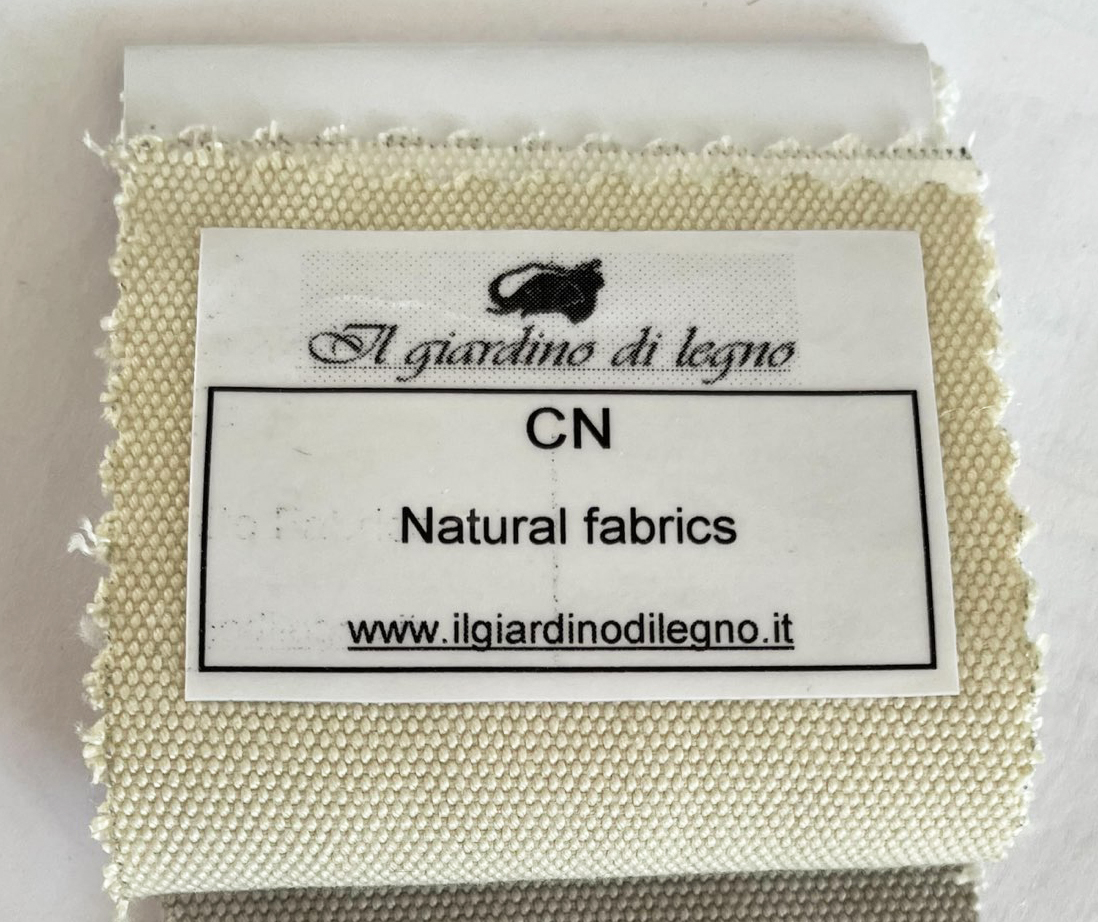 Il giardino di legno
CN
Natural fabrics
www.ilgiardinodilegno.it